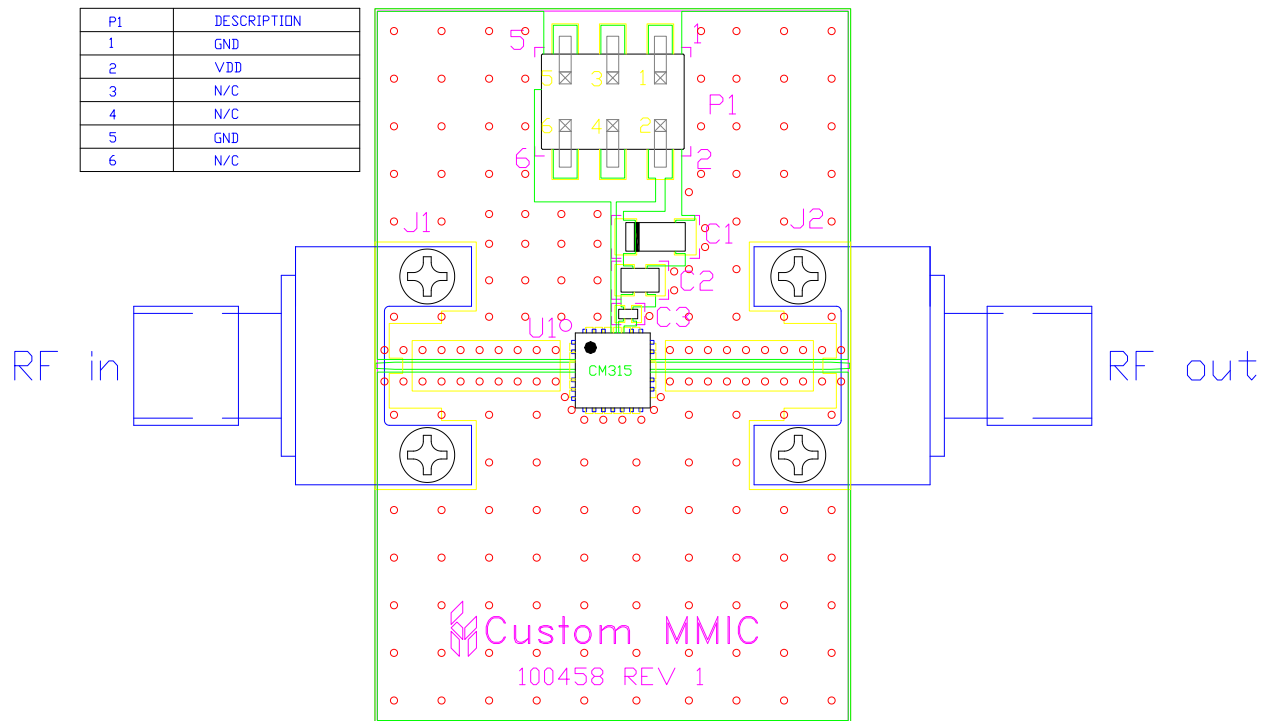 P1 DESCRIPTION
1 GND
2 VDD
3 N/C
4 N/C
5 GND
6 N/C
5 1
5 3 1
P1
6 4 2
6 2
J1 J2
C1
C2
U1 C3
RF in CM315 RF out
Custom MMIC
100458 REV 1